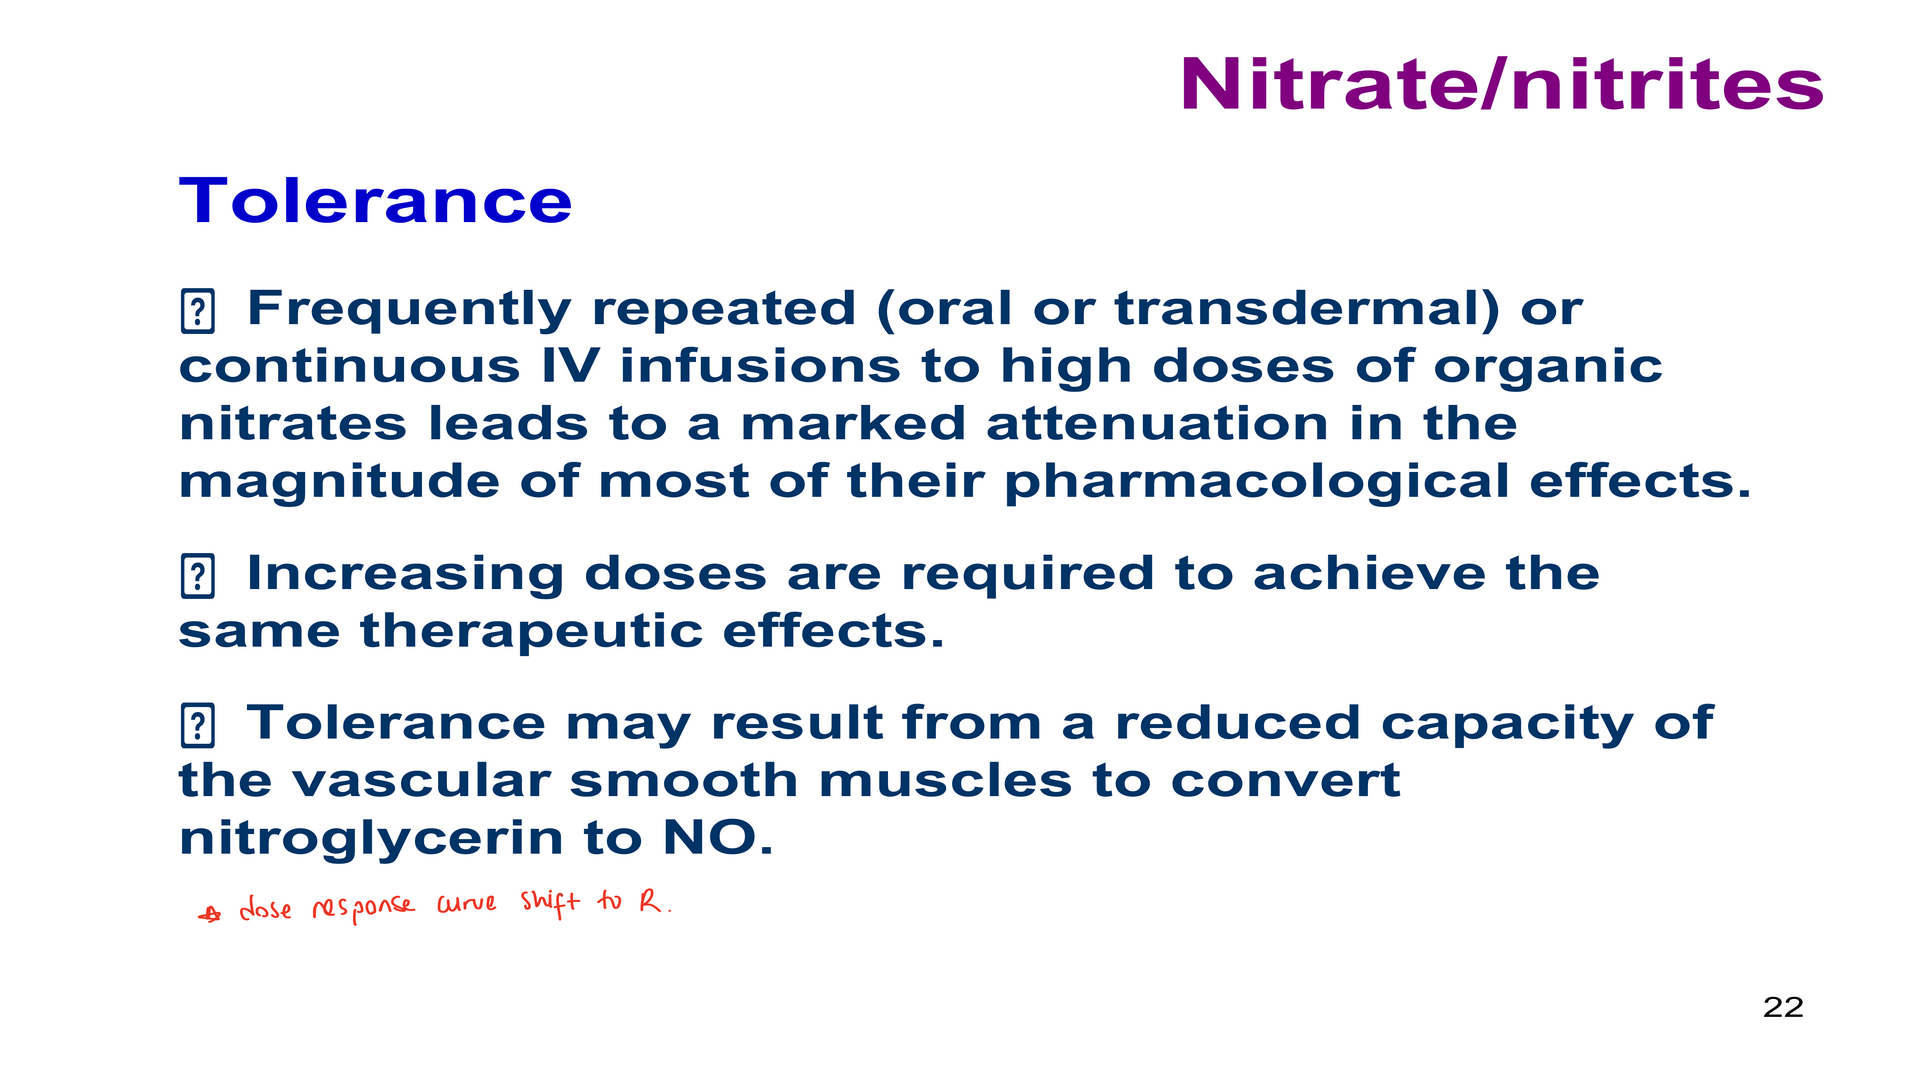 Nitrate/nitrites
Tolerance
⍰ Frequently repeated (oral or transdermal) or
continuous IV infusions to high doses of organic
nitrates leads to a marked attenuation in the
magnitude of most of their pharmacological effects.
⍰ Increasing doses are required to achieve the
same therapeutic effects.
⍰ Tolerance may result from a reduced capacity of
the vascular smooth muscles to convert
nitroglycerin to NO.
☆ dose response curve shift to R.
22